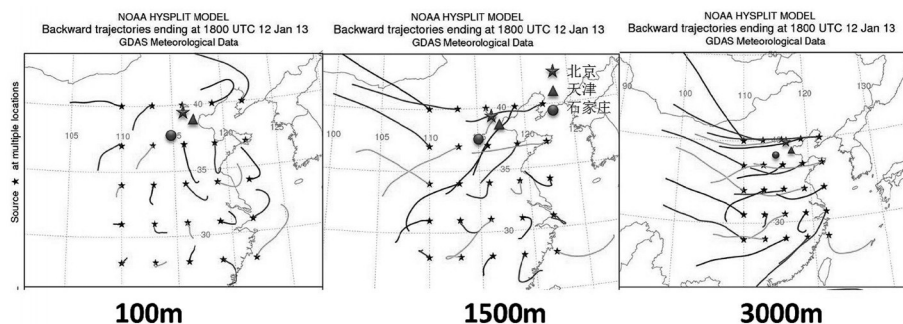 NOAA HYSPLIT MODEL
Backward trajectories ending at 1800 UTC 12 Jan 13
GDAS Meteorological Data
NOAA HYSPLIT MODEL
Backward trajectories ending at 1800 UTC 12 Jan 13
GDAS Meteorological Data
NOAA HYSPLIT MODEL
Backward trajectories ending at 1800 UTC 12 Jan 13
GDAS Meteorological Data
Source ★ at multiple locations
40
105
110
120
35
30
★ 北京
▲ 天津
● 石家庄
100
40
105
110
120
35
30
40
110
120
30
100m
1500m
3000m